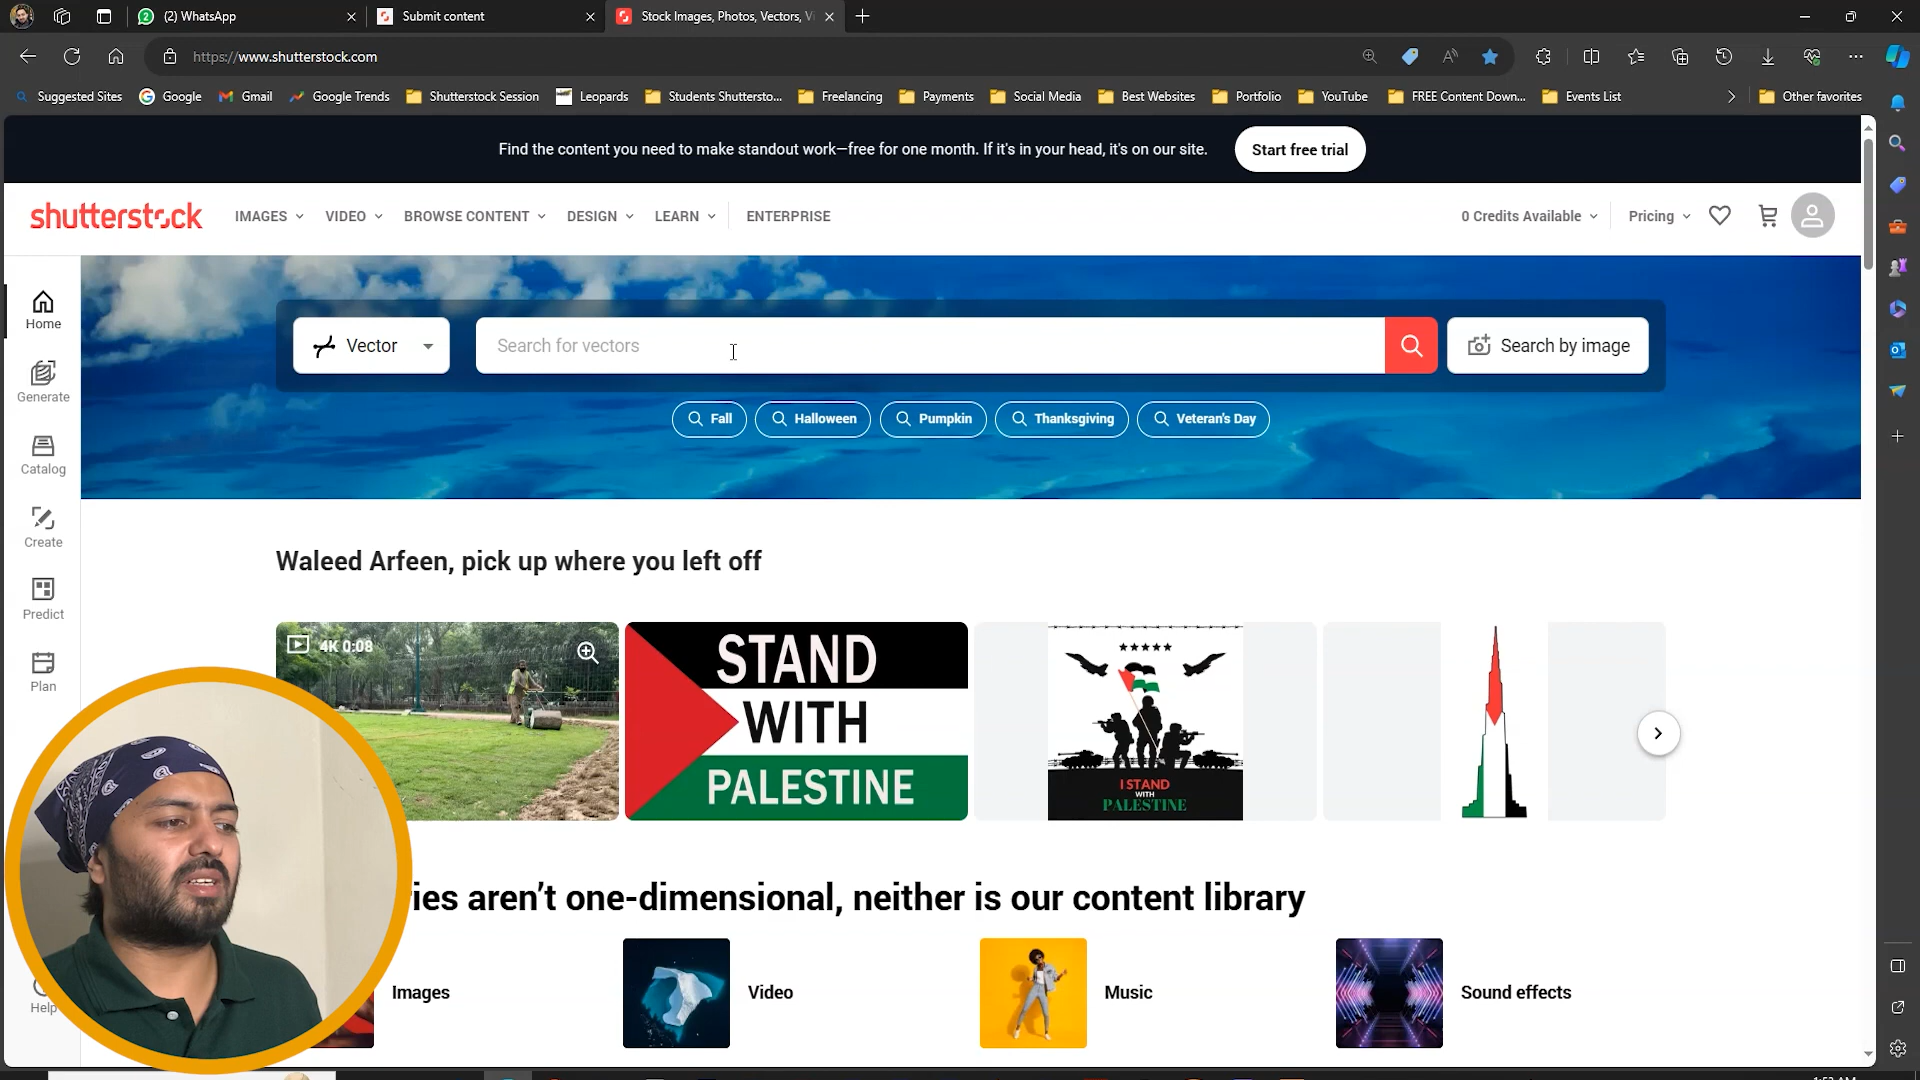 (2) WhatsApp
Submit content
Stock Images, Photos, Vectors, Vi
https://www.shutterstock.com
Suggested Sites
Google
Gmail
Google Trends
Shutterstock Session
Leopards
Students Shuttersto...
Freelancing
Payments
Social Media
Best Websites
Portfolio
YouTube
FREE Content Down...
Events List
Other favorites
Find the content you need to make standout work—free for one month. If it's in your head, it's on our site.
Start free trial
shutterstock
IMAGES
VIDEO
BROWSE CONTENT
DESIGN
LEARN
ENTERPRISE
0 Credits Available
Pricing
Home
Generate
Catalog
Create
Predict
Plan
Help
Vector
Search for vectors
Search by image
Fall
Halloween
Pumpkin
Thanksgiving
Veteran's Day
Waleed Arfeen, pick up where you left off
4K 0:08
STAND
WITH
PALESTINE
I STAND
WITH
PALESTINE
ries aren’t one-dimensional, neither is our content library
Images
Video
Music
Sound effects